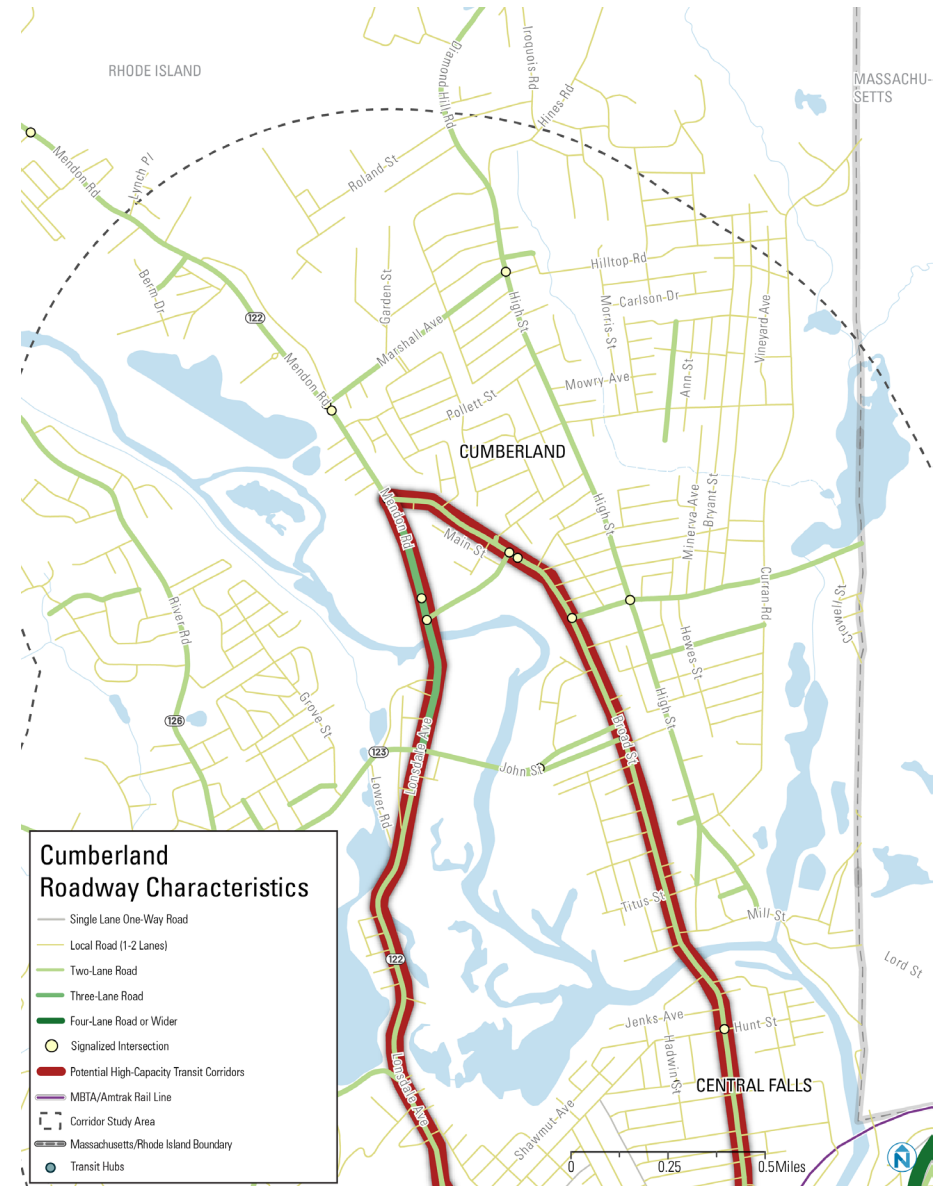 RHODE ISLAND
MASSACHU-
SETTS
Diamond Hill Rd
Iroquois Rd
Hines Rd
Mendon Rd
Lynch Pl
Roland St
Berm Dr
Garden St
Hilltop Rd
Carlson Dr
122
High St
Morris St
Vineyard Ave
Marshall Ave
Mendon Rd
Mowry Ave
Ann St
Pollett St
CUMBERLAND
Mendon Rd
Main St
High St
Minerva Ave
Bryant St
River Rd
Curran Rd
Crowell St
Hewes St
Grove St
126
High St
123
Lonsdale Ave
John St
Broad St
Lower Rd
Titus St
Mill St
122
Lord St
Jenks Ave
Hunt St
Hadwin St
Lonsdale Ave
CENTRAL FALLS
Shawmut Ave
Cumberland
Roadway Characteristics
Single Lane One-Way Road
Local Road (1-2 Lanes)
Two-Lane Road
Three-Lane Road
Four-Lane Road or Wider
Signalized Intersection
Potential High-Capacity Transit Corridors
MBTA/Amtrak Rail Line
Corridor Study Area
Massachusetts/Rhode Island Boundary
Transit Hubs
0 0.25 0.5Miles
N